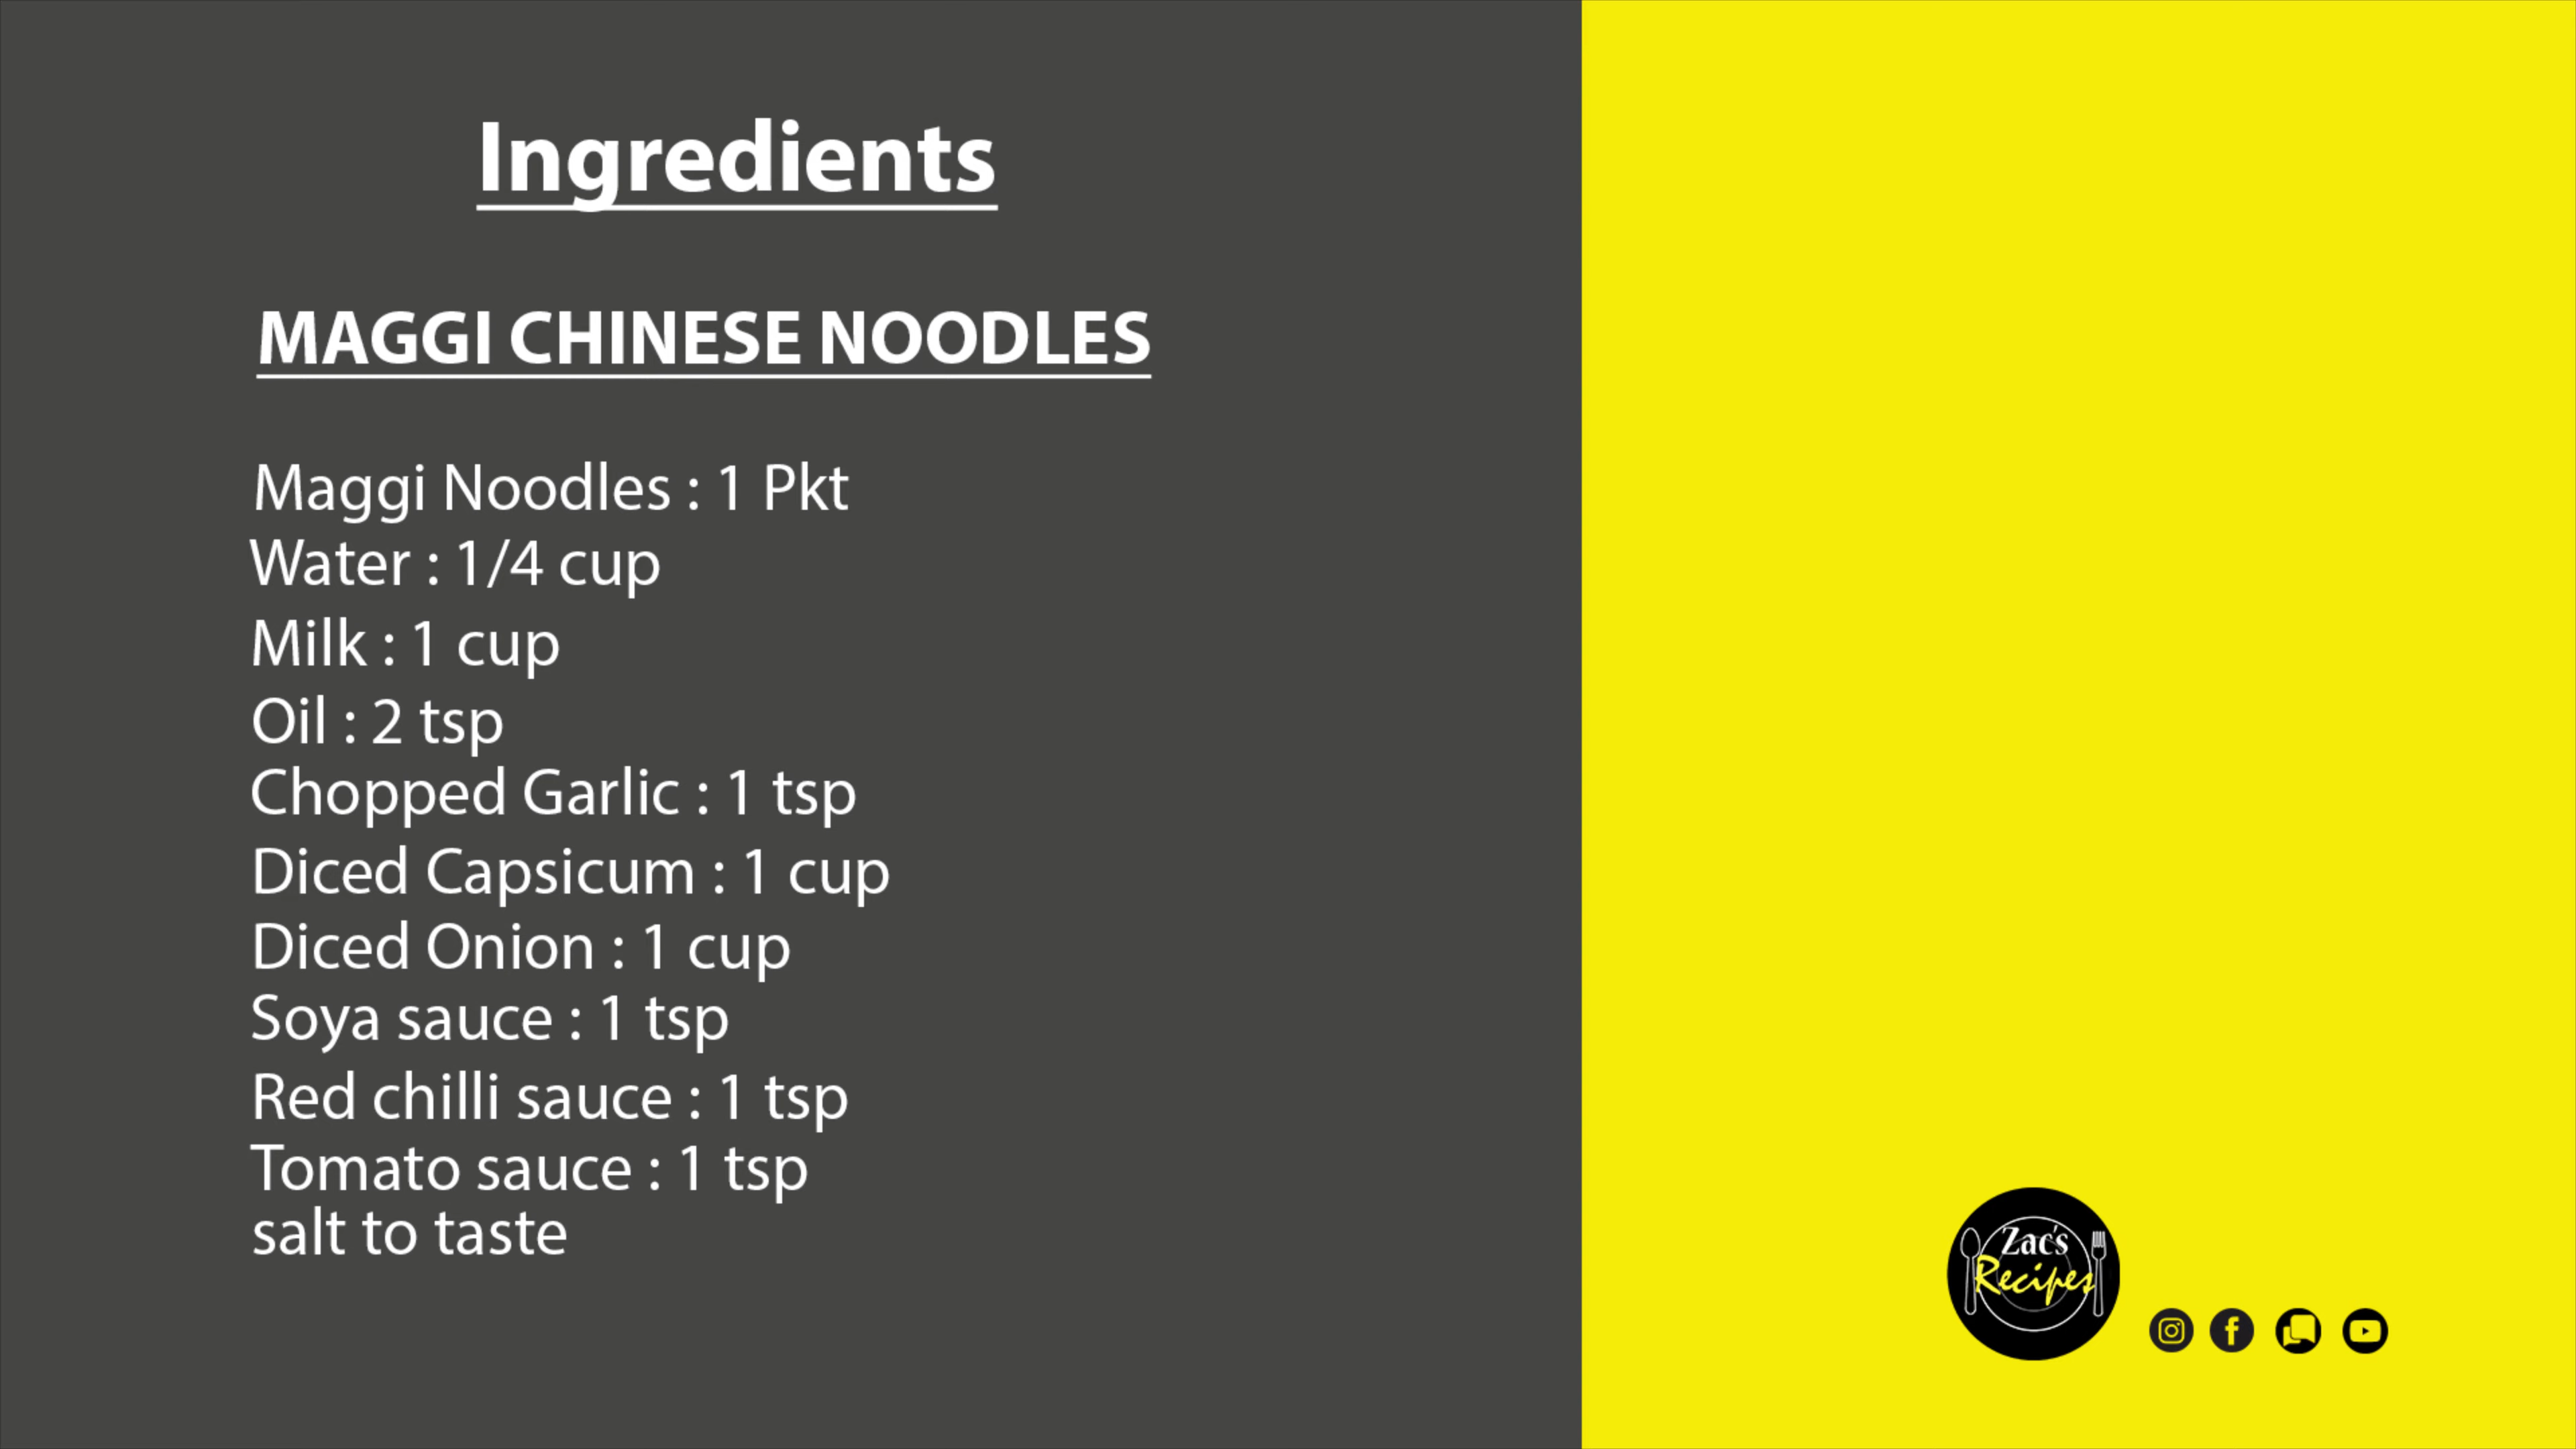 Ingredients
MAGGI CHINESE NOODLES
Maggi Noodles : 1 Pkt
Water : 1/4 cup
Milk : 1 cup
Oil : 2 tsp
Chopped Garlic : 1 tsp
Diced Capsicum : 1 cup
Diced Onion : 1 cup
Soya sauce : 1 tsp
Red chilli sauce : 1 tsp
Tomato sauce : 1 tsp
salt to taste
Zac's
Recipes